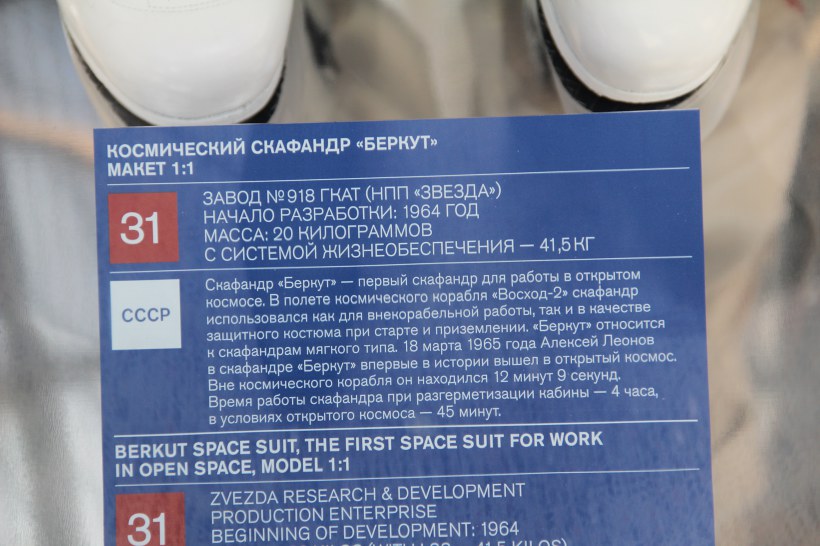 КОСМИЧЕСКИЙ СКАФАНДР «БЕРКУТ»
МАКЕТ 1:1
31
ЗАВОД №918 ГКАТ (НПП «ЗВЕЗДА»)
НАЧАЛО РАЗРАБОТКИ: 1964 ГОД
МАССА: 20 КИЛОГРАММОВ
С СИСТЕМОЙ ЖИЗНЕОБЕСПЕЧЕНИЯ — 41,5 КГ
СССР
Скафандр «Беркут» — первый скафандр для работы в открытом
космосе. В полете космического корабля «Восход-2» скафандр
использовался как для внекорабельной работы, так и в качестве
защитного костюма при старте и приземлении. «Беркут» относится
к скафандрам мягкого типа. 18 марта 1965 года Алексей Леонов
в скафандре «Беркут» впервые в истории вышел в открытый космос.
Вне космического корабля он находился 12 минут 9 секунд.
Время работы скафандра при разгерметизации кабины — 4 часа,
в условиях открытого космоса — 45 минут.
BERKUT SPACE SUIT, THE FIRST SPACE SUIT FOR WORK
IN OPEN SPACE, MODEL 1:1
31
ZVEZDA RESEARCH & DEVELOPMENT
PRODUCTION ENTERPRISE
BEGINNING OF DEVELOPMENT: 1964